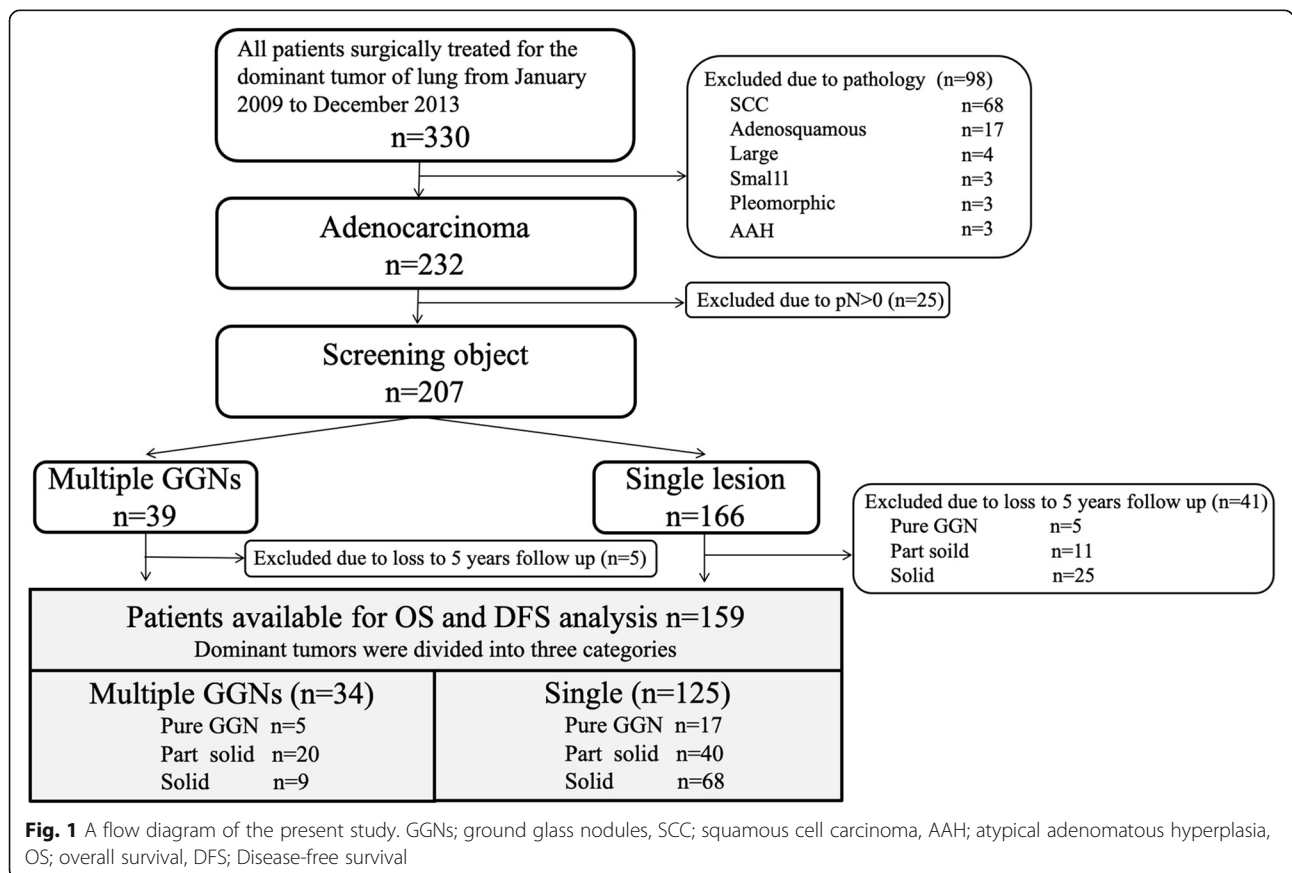 All patients surgically treated for the
dominant tumor of lung from January
2009 to December 2013
n=330
Excluded due to pathology (n=98)
SCC n=68
Adenosquamous n=17
Large n=4
Smal1l n=3
Pleomorphic n=3
AAH n=3
Adenocarcinoma
n=232
Excluded due to pN>0 (n=25)
Screening object
n=207
Multiple GGNs
n=39
Single lesion
n=166
Excluded due to loss to 5 years follow up (n=41)
Pure GGN n=5
Part soild n=11
Solid n=25
Excluded due to loss to 5 years follow up (n=5)
Patients available for OS and DFS analysis n=159
Dominant tumors were divided into three categories
Multiple GGNs (n=34)
Pure GGN n=5
Part solid n=20
Solid n=9
Single (n=125)
Pure GGN n=17
Part solid n=40
Solid n=68
Fig. 1 A flow diagram of the present study. GGNs; ground glass nodules, SCC; squamous cell carcinoma, AAH; atypical adenomatous hyperplasia,
OS; overall survival, DFS; Disease-free survival